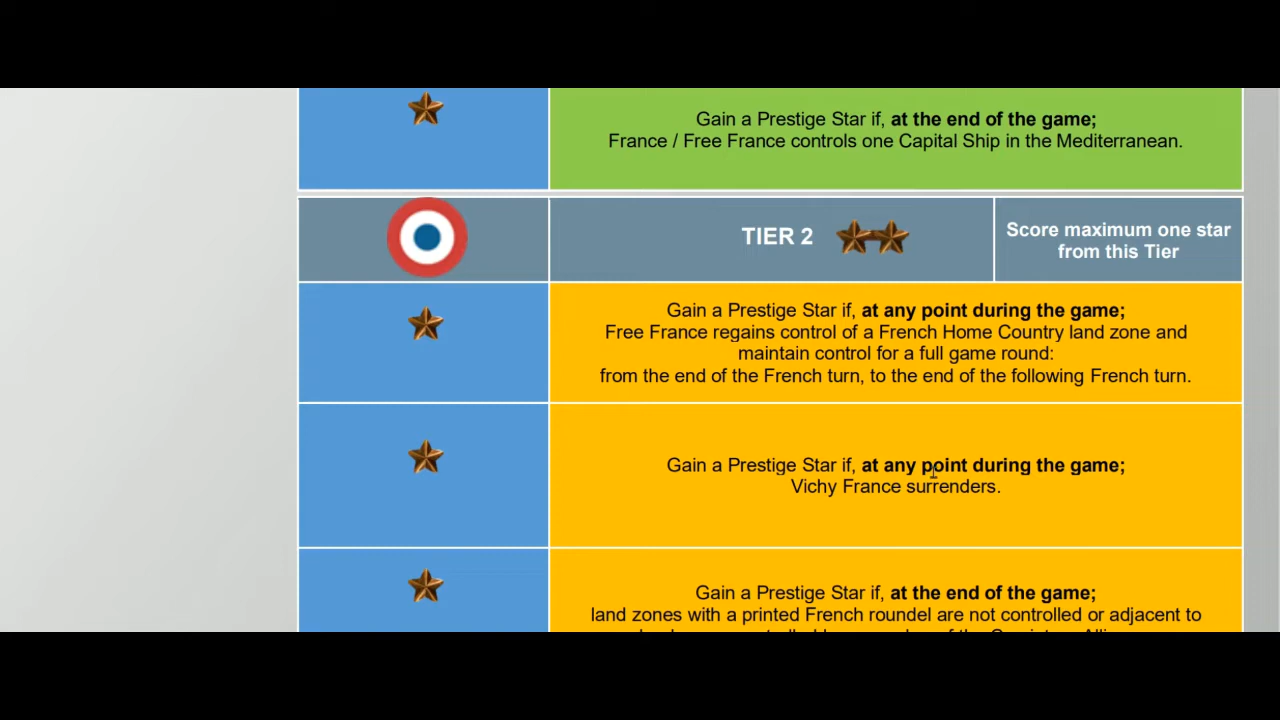 Gain a Prestige Star if, at the end of the game;
France / Free France controls one Capital Ship in the Mediterranean.
TIER 2
Score maximum one star
from this Tier
Gain a Prestige Star if, at any point during the game;
Free France regains control of a French Home Country land zone and
maintain control for a full game round:
from the end of the French turn, to the end of the following French turn.
Gain a Prestige Star if, at any point during the game;
Vichy France surrenders.
Gain a Prestige Star if, at the end of the game;
land zones with a printed French roundel are not controlled or adjacent to